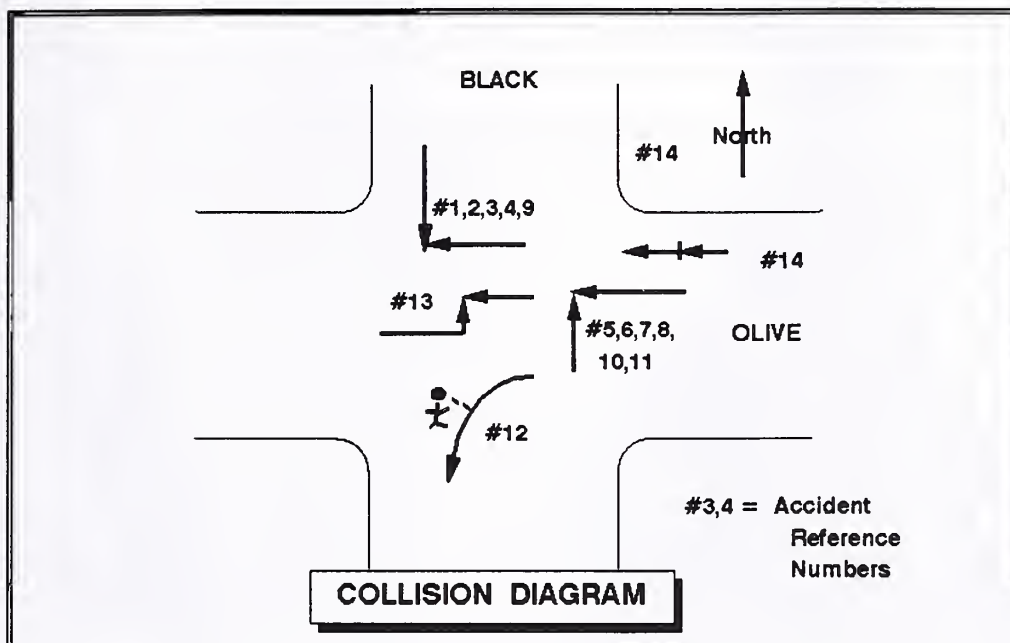 BLACK
#14
North
#1,2,3,4,9
#14
#13
#5,6,7,8,
10,11
OLIVE
#12
#3,4 = Accident
Reference
Numbers
COLLISION DIAGRAM